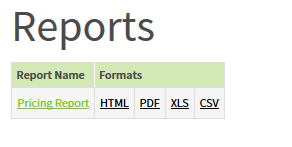 Reports
Report Name Formats
Pricing Report HTML PDF XLS CSV